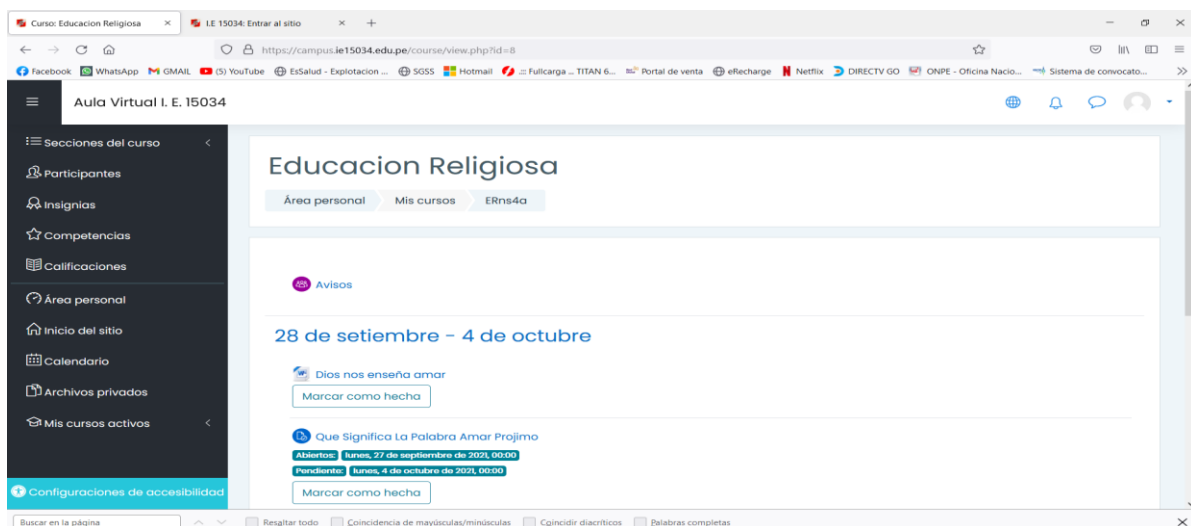 Curso: Educacion Religiosa
I.E 15034: Entrar al sitio
https://campus.ie15034.edu.pe/course/view.php?id=8
Facebook WhatsApp GMAIL (5) YouTube EsSalud - Explotacion ... SGSS Hotmail .::: Fullcarga ... TITAN 6... Portal de venta eRecharge Netflix DIRECTV GO ONPE - Oficina Nacio... Sistema de convocato...
Aula Virtual I. E. 15034
Secciones del curso
Participantes
Insignias
Competencias
Calificaciones
Área personal
Inicio del sitio
Calendario
Archivos privados
Mis cursos activos
Configuraciones de accesibilidad
Educacion Religiosa
Área personal Mis cursos ERns4a
Avisos
28 de setiembre - 4 de octubre
Dios nos enseña amar
Marcar como hecha
Que Significa La Palabra Amar Projimo
Abiertos: lunes, 27 de septiembre de 2021, 00:00
Pendiente: lunes, 4 de octubre de 2021, 00:00
Marcar como hecha
Buscar en la página Resaltar todo Coincidencia de mayúsculas/minúsculas Coincidir diacríticos Palabras completas